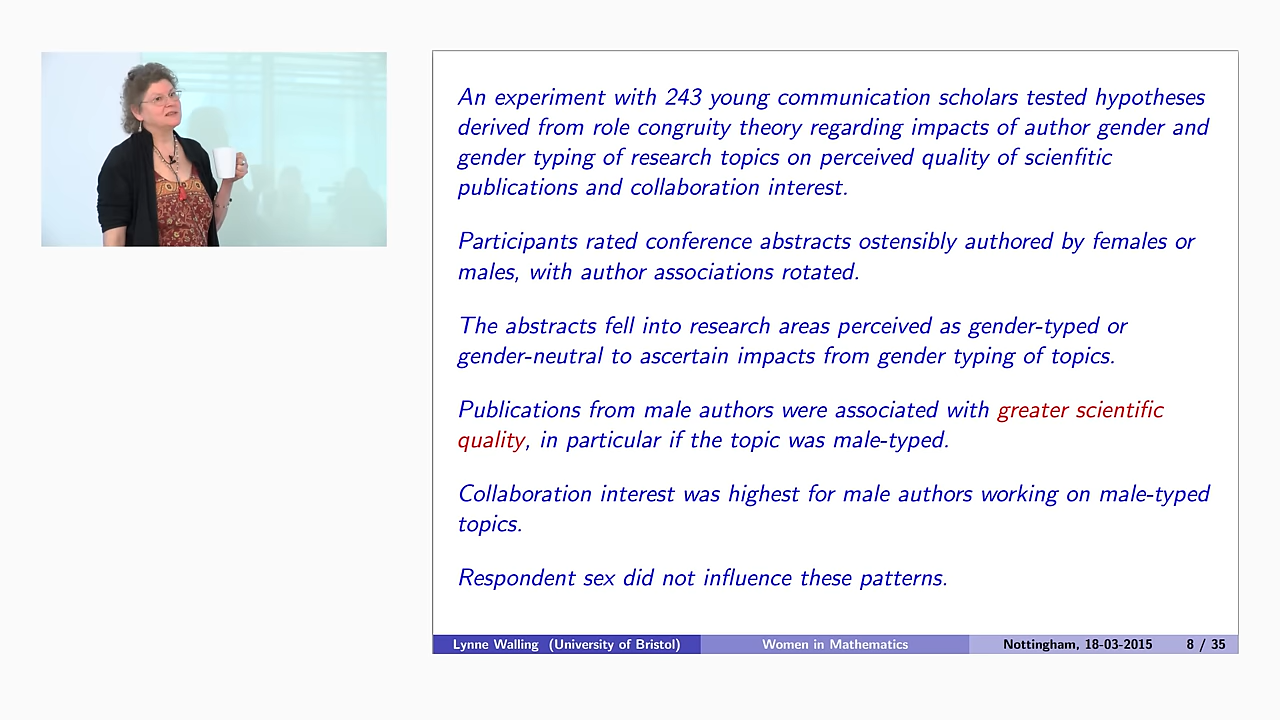 An experiment with 243 young communication scholars tested hypotheses
derived from role congruity theory regarding impacts of author gender and
gender typing of research topics on perceived quality of scienfitic
publications and collaboration interest.
Participants rated conference abstracts ostensibly authored by females or
males, with author associations rotated.
The abstracts fell into research areas perceived as gender-typed or
gender-neutral to ascertain impacts from gender typing of topics.
Publications from male authors were associated with greater scientific
quality, in particular if the topic was male-typed.
Collaboration interest was highest for male authors working on male-typed
topics.
Respondent sex did not influence these patterns.
Lynne Walling (University of Bristol) Women in Mathematics Nottingham, 18-03-2015 8 / 35